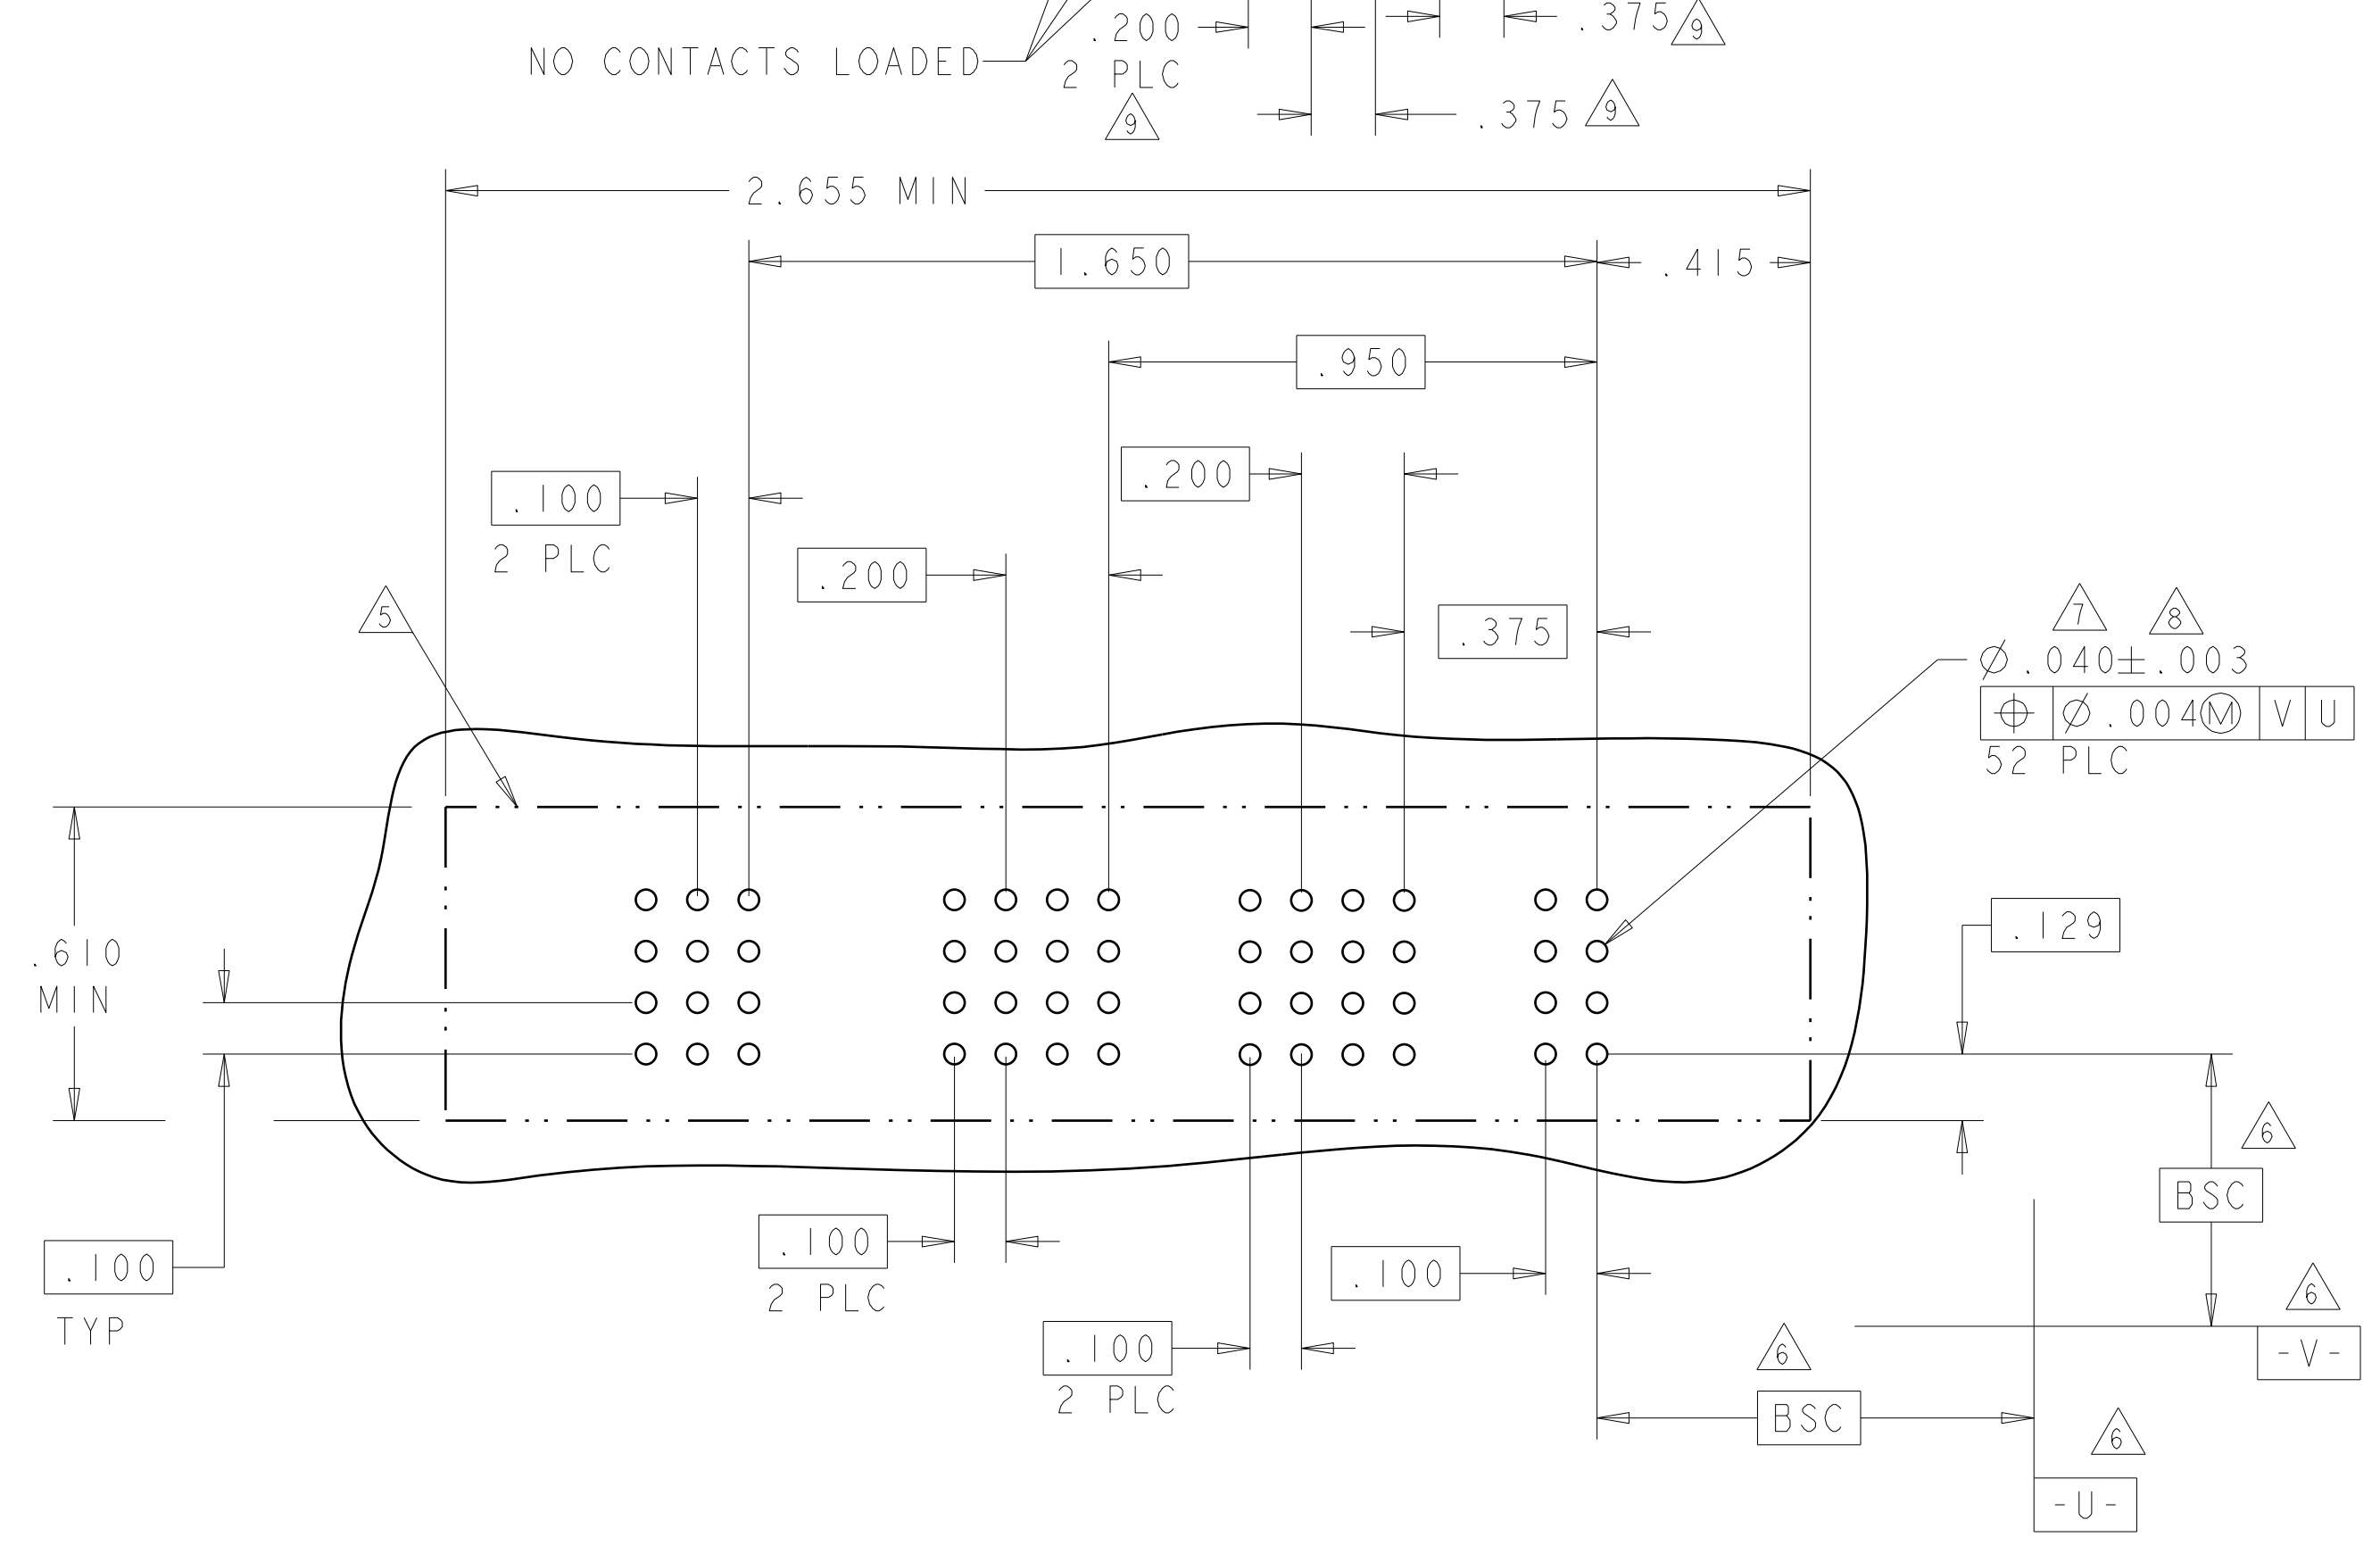 .200
2 PLC
9
.375
9
NO CONTACTS LOADED
.375
9
2.655 MIN
1.650
.415
.950
.200
.100
2 PLC
.200
.375
5
7
8
⌀.040±.003
⌖ ⌀.004Ⓜ V U
52 PLC
.610
MIN
.129
6
BSC
.100
TYP
.100
2 PLC
.100
.100
2 PLC
6
-V-
6
BSC
6
-U-